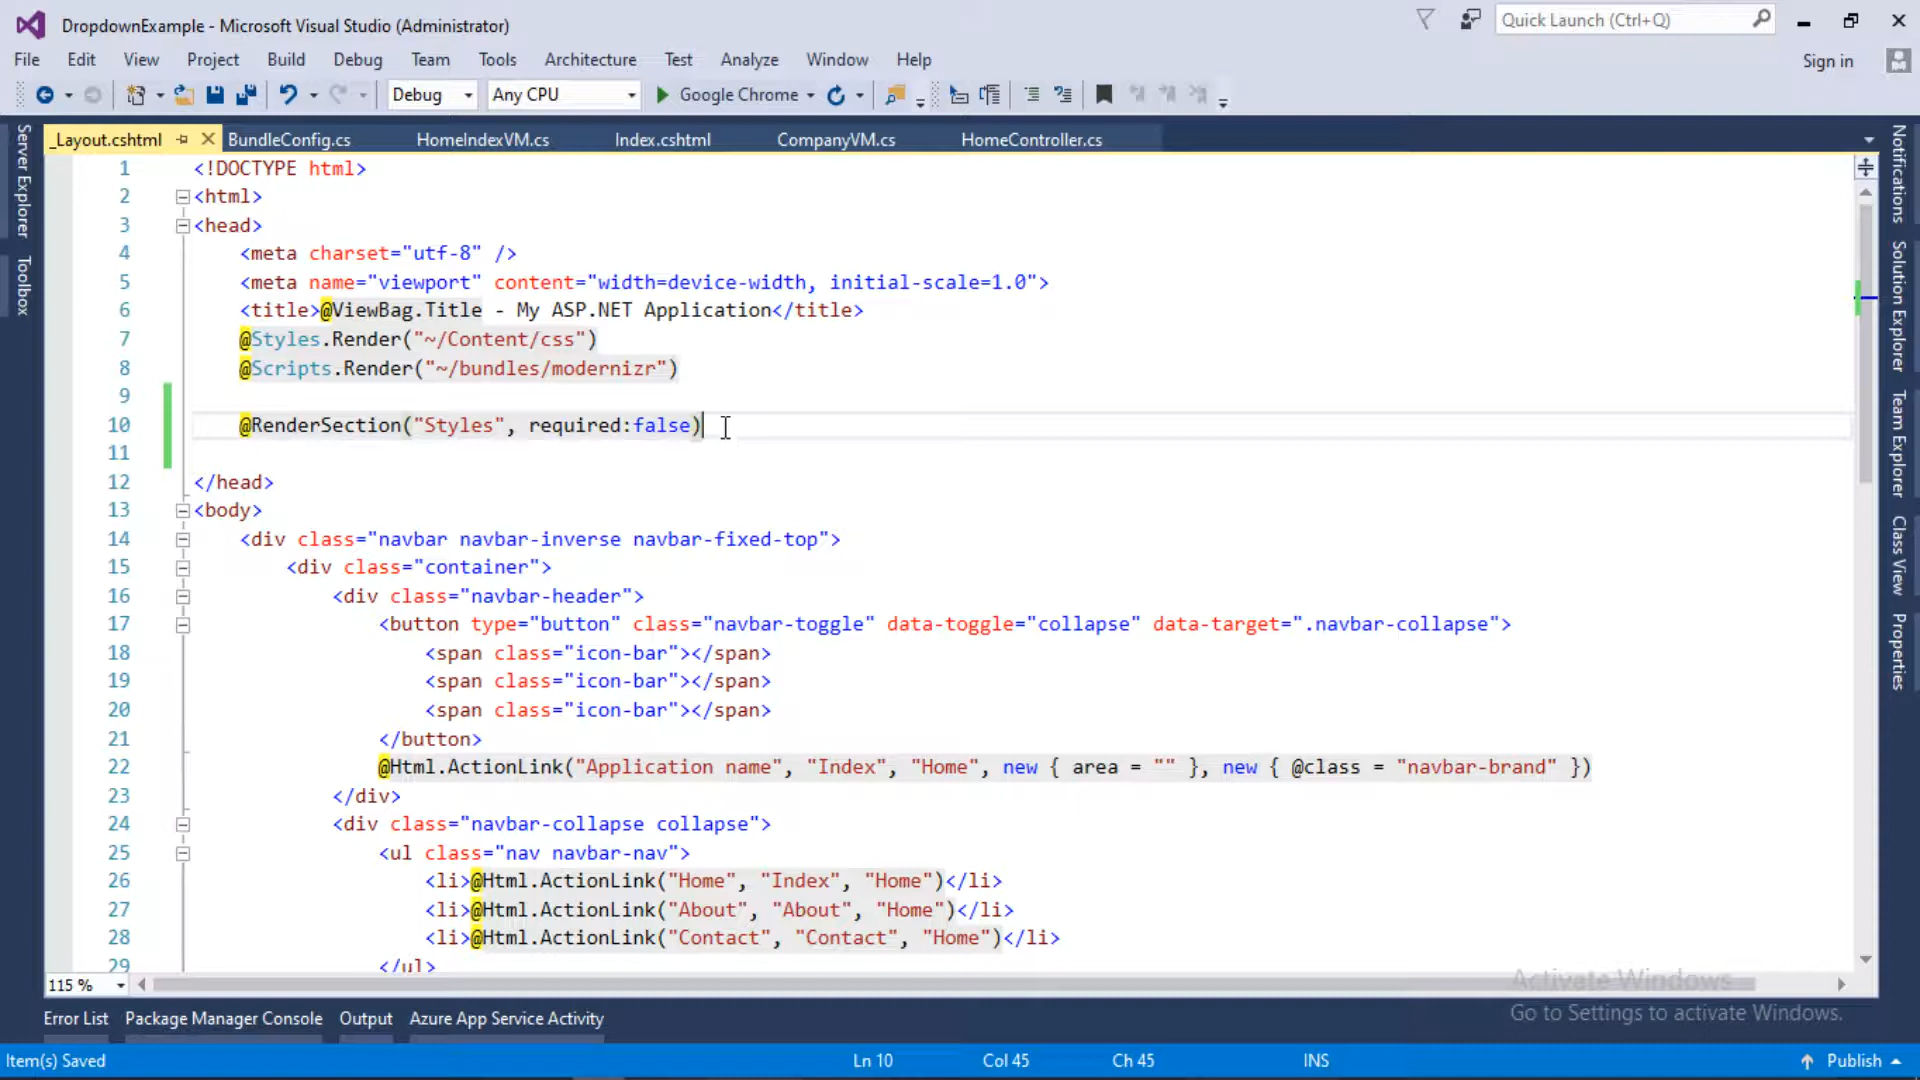 DropdownExample - Microsoft Visual Studio (Administrator)
Quick Launch (Ctrl+Q)
File Edit View Project Build Debug Team Tools Architecture Test Analyze Window Help
Sign in
Debug Any CPU Google Chrome
_Layout.cshtml BundleConfig.cs HomeIndexVM.cs Index.cshtml CompanyVM.cs HomeController.cs
Server Explorer
Toolbox
1 <!DOCTYPE html>
2 <html>
3 <head>
4 <meta charset="utf-8" />
5 <meta name="viewport" content="width=device-width, initial-scale=1.0">
6 <title>@ViewBag.Title - My ASP.NET Application</title>
7 @Styles.Render("~/Content/css")
8 @Scripts.Render("~/bundles/modernizr")
9
10 @RenderSection("Styles", required:false)
11
12 </head>
13 <body>
14 <div class="navbar navbar-inverse navbar-fixed-top">
15 <div class="container">
16 <div class="navbar-header">
17 <button type="button" class="navbar-toggle" data-toggle="collapse" data-target=".navbar-collapse">
18 <span class="icon-bar"></span>
19 <span class="icon-bar"></span>
20 <span class="icon-bar"></span>
21 </button>
22 @Html.ActionLink("Application name", "Index", "Home", new { area = "" }, new { @class = "navbar-brand" })
23 </div>
24 <div class="navbar-collapse collapse">
25 <ul class="nav navbar-nav">
26 <li>@Html.ActionLink("Home", "Index", "Home")</li>
27 <li>@Html.ActionLink("About", "About", "Home")</li>
28 <li>@Html.ActionLink("Contact", "Contact", "Home")</li>
29 </ul>
Notifications
Solution Explorer
Team Explorer
Class View
Properties
115 %
Activate Windows
Go to Settings to activate Windows.
Error List Package Manager Console Output Azure App Service Activity
Item(s) Saved Ln 10 Col 45 Ch 45 INS Publish